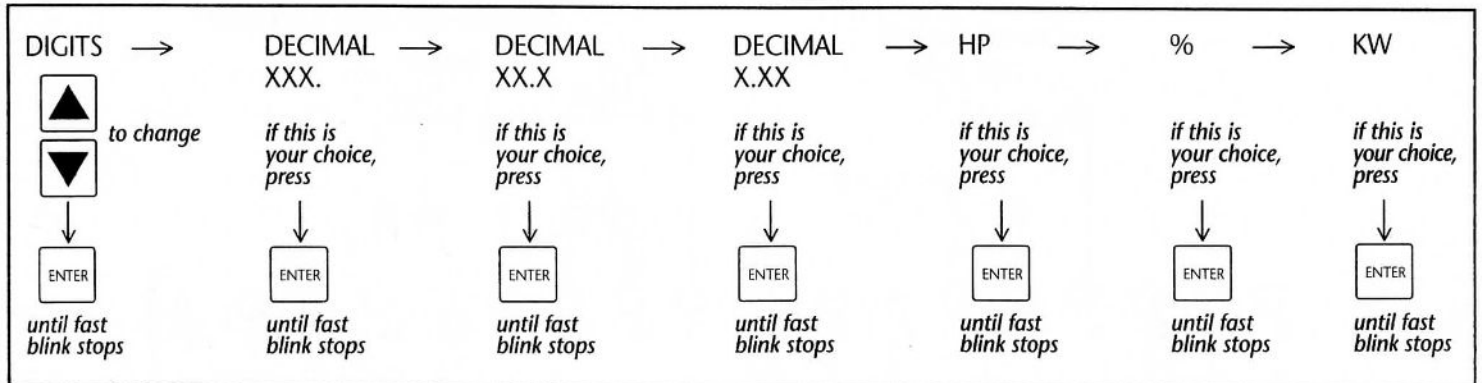 DIGITS → DECIMAL → DECIMAL → DECIMAL → HP → % → KW
XXX. XX.X X.XX
to change
if this is if this is if this is if this is if this is if this is
your choice, your choice, your choice, your choice, your choice, your choice,
press press press press press press
ENTER ENTER ENTER ENTER ENTER ENTER ENTER
until fast until fast until fast until fast until fast until fast until fast
blink stops blink stops blink stops blink stops blink stops blink stops blink stops